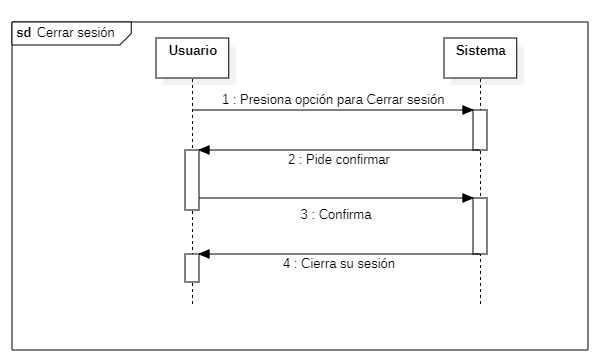 sd Cerrar sesión
Usuario
Sistema
1 : Presiona opción para Cerrar sesión
2 : Pide confirmar
3 : Confirma
4 : Cierra su sesión